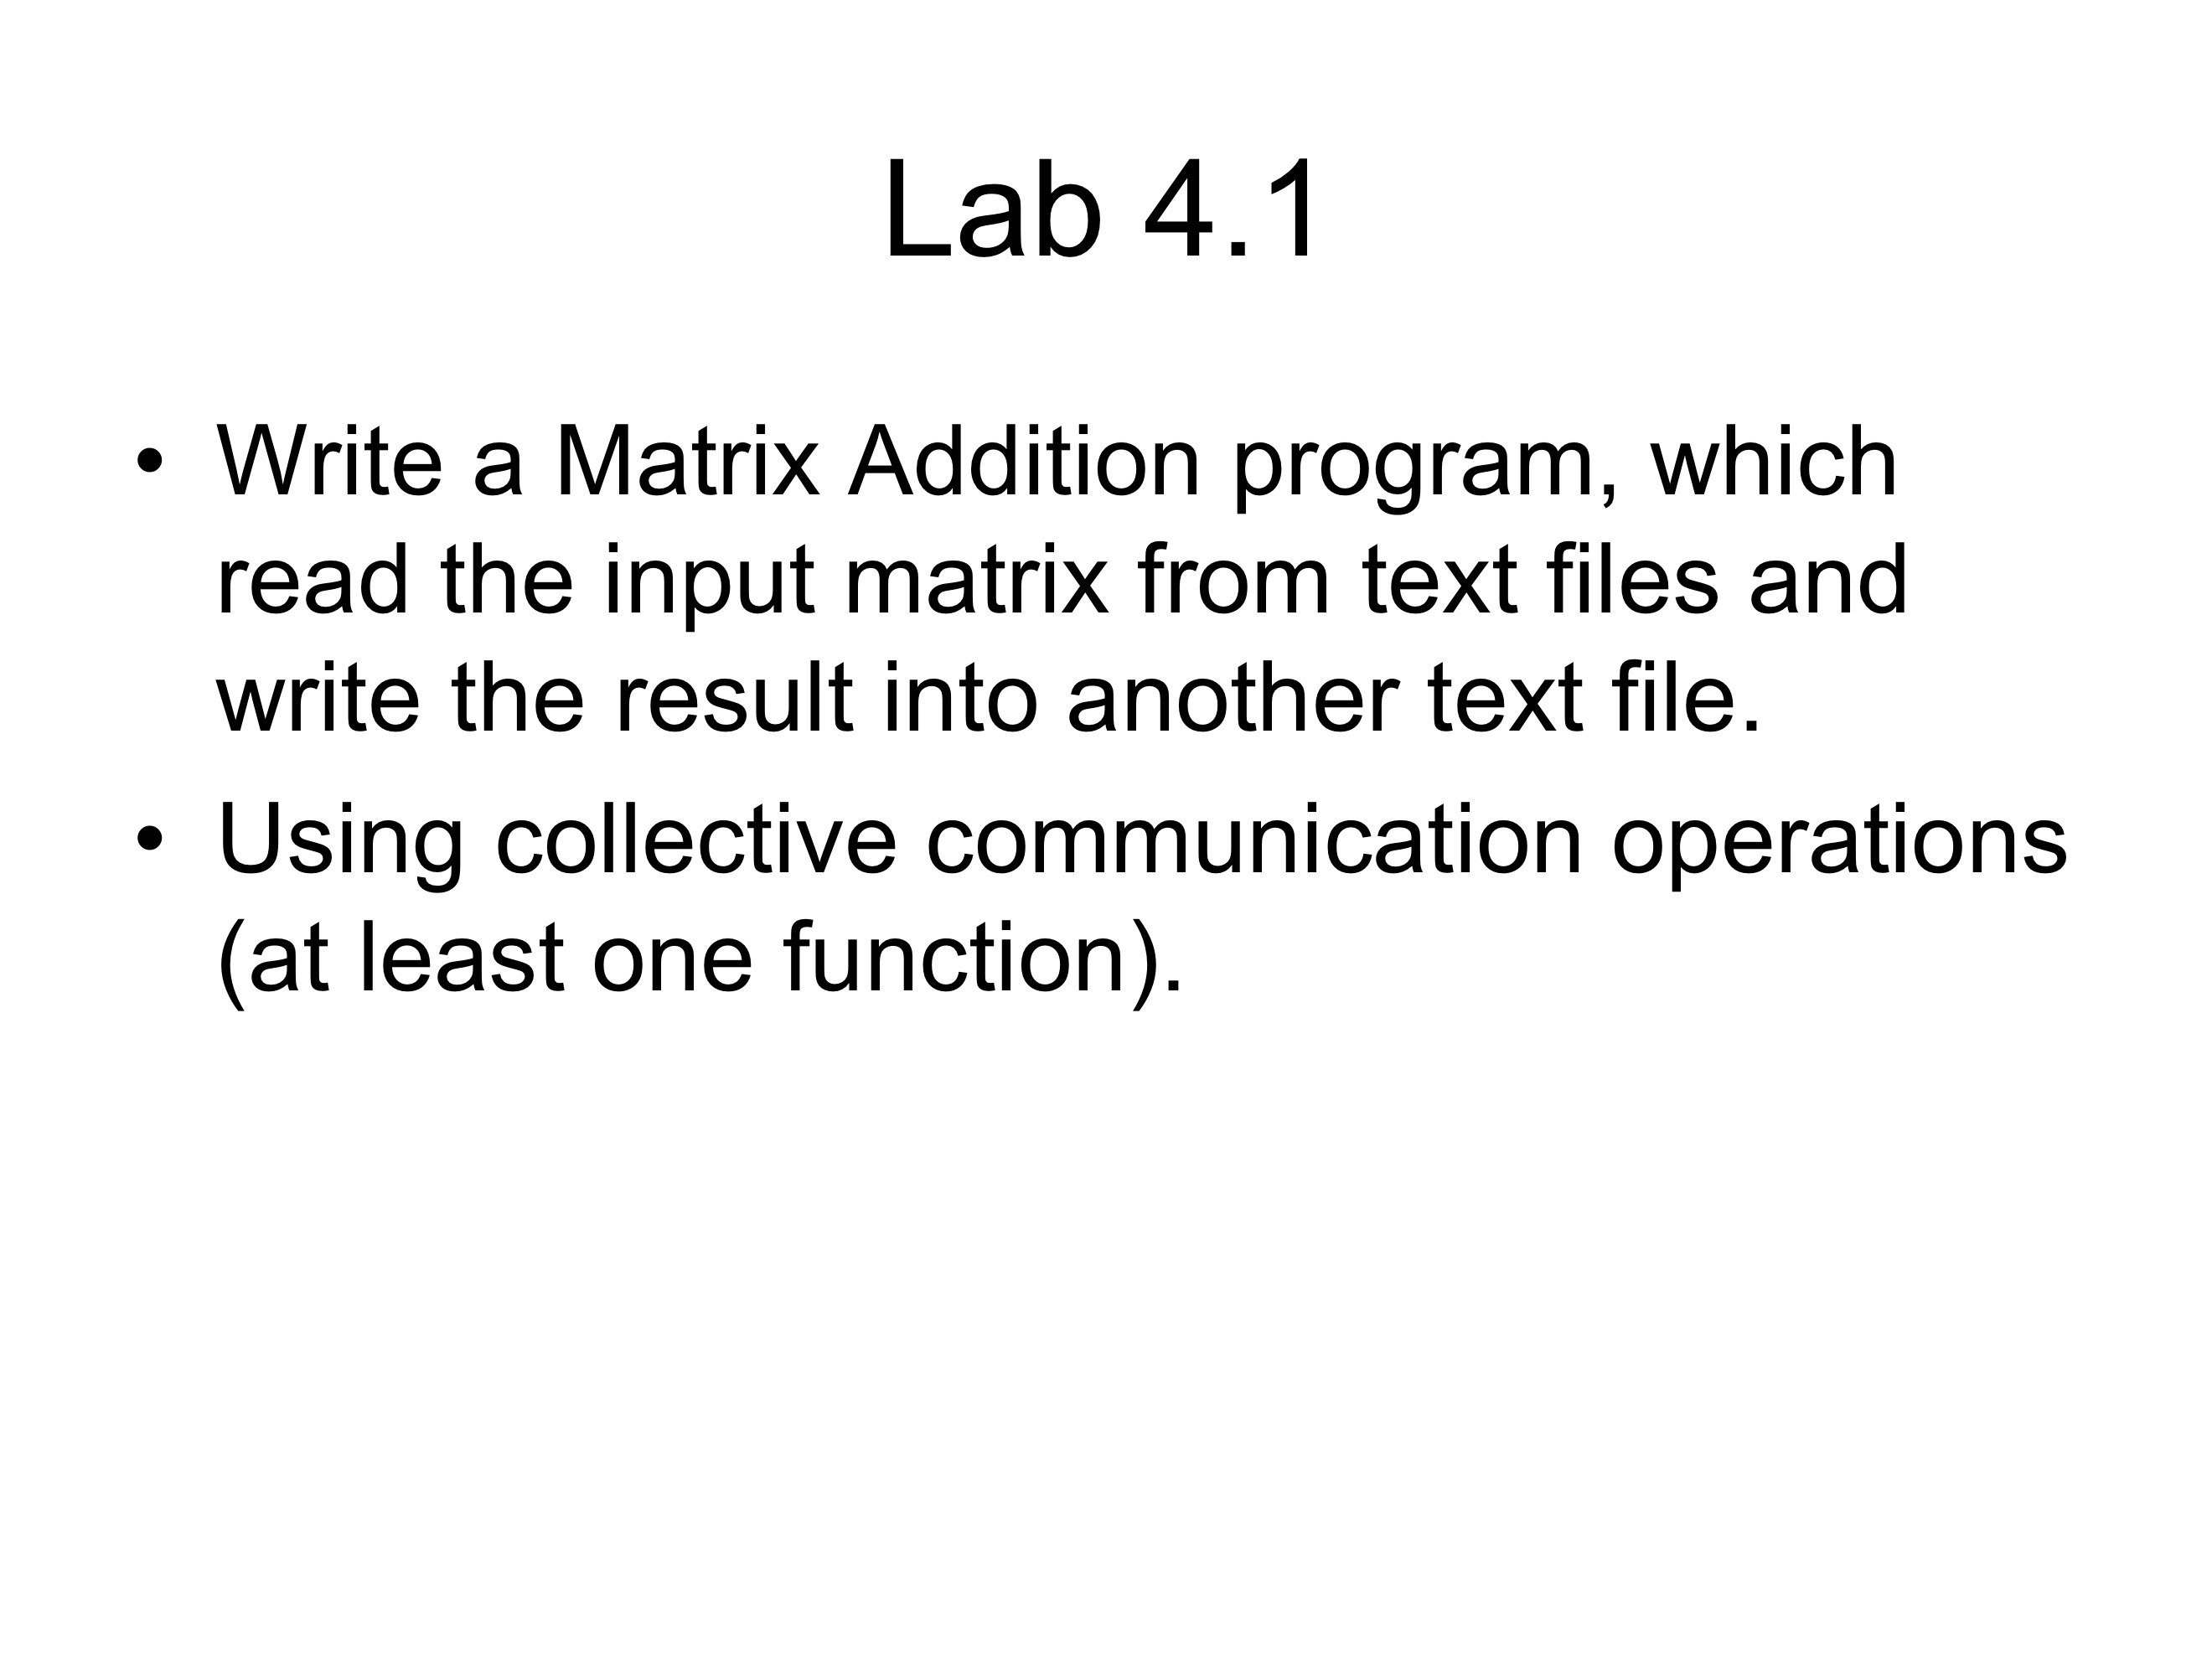 Lab 4.1
• Write a Matrix Addition program, which
read the input matrix from text files and
write the result into another text file.
• Using collective communication operations
(at least one function).